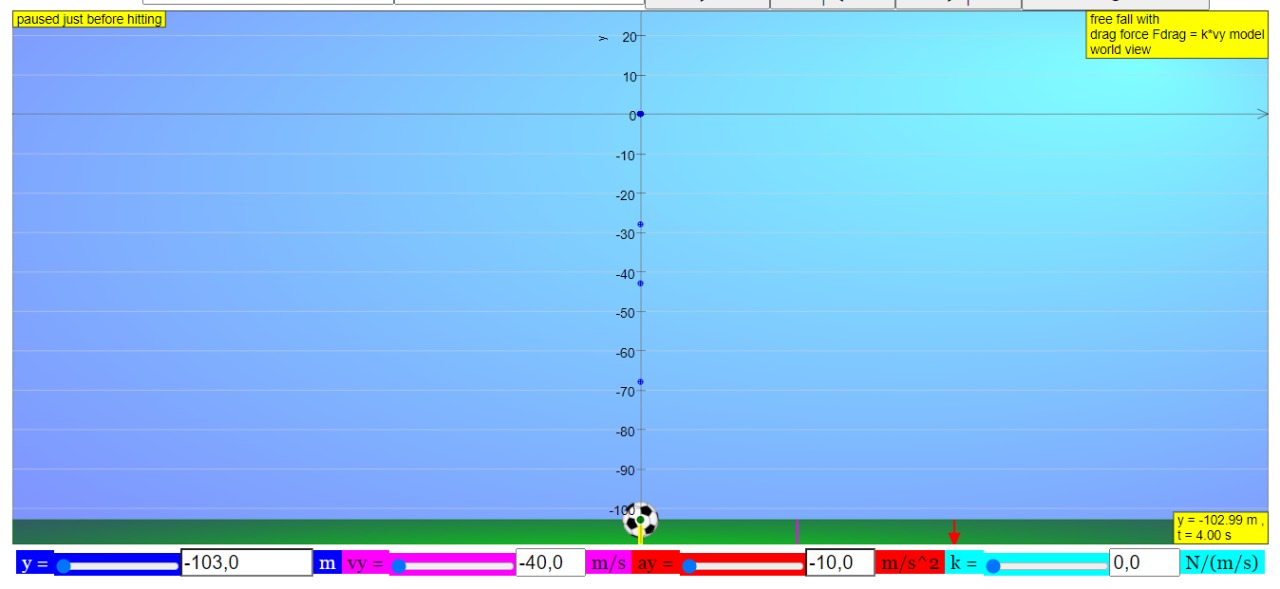 paused just before hitting
free fall with
drag force Fdrag = k*vy model
world view
y
20
10
0
-10
-20
-30
-40
-50
-60
-70
-80
-90
-100
y = -102.99 m ,
t = 4.00 s
y = -103,0 m vy = -40,0 m/s ay = -10,0 m/s^2 k = 0,0 N/(m/s)